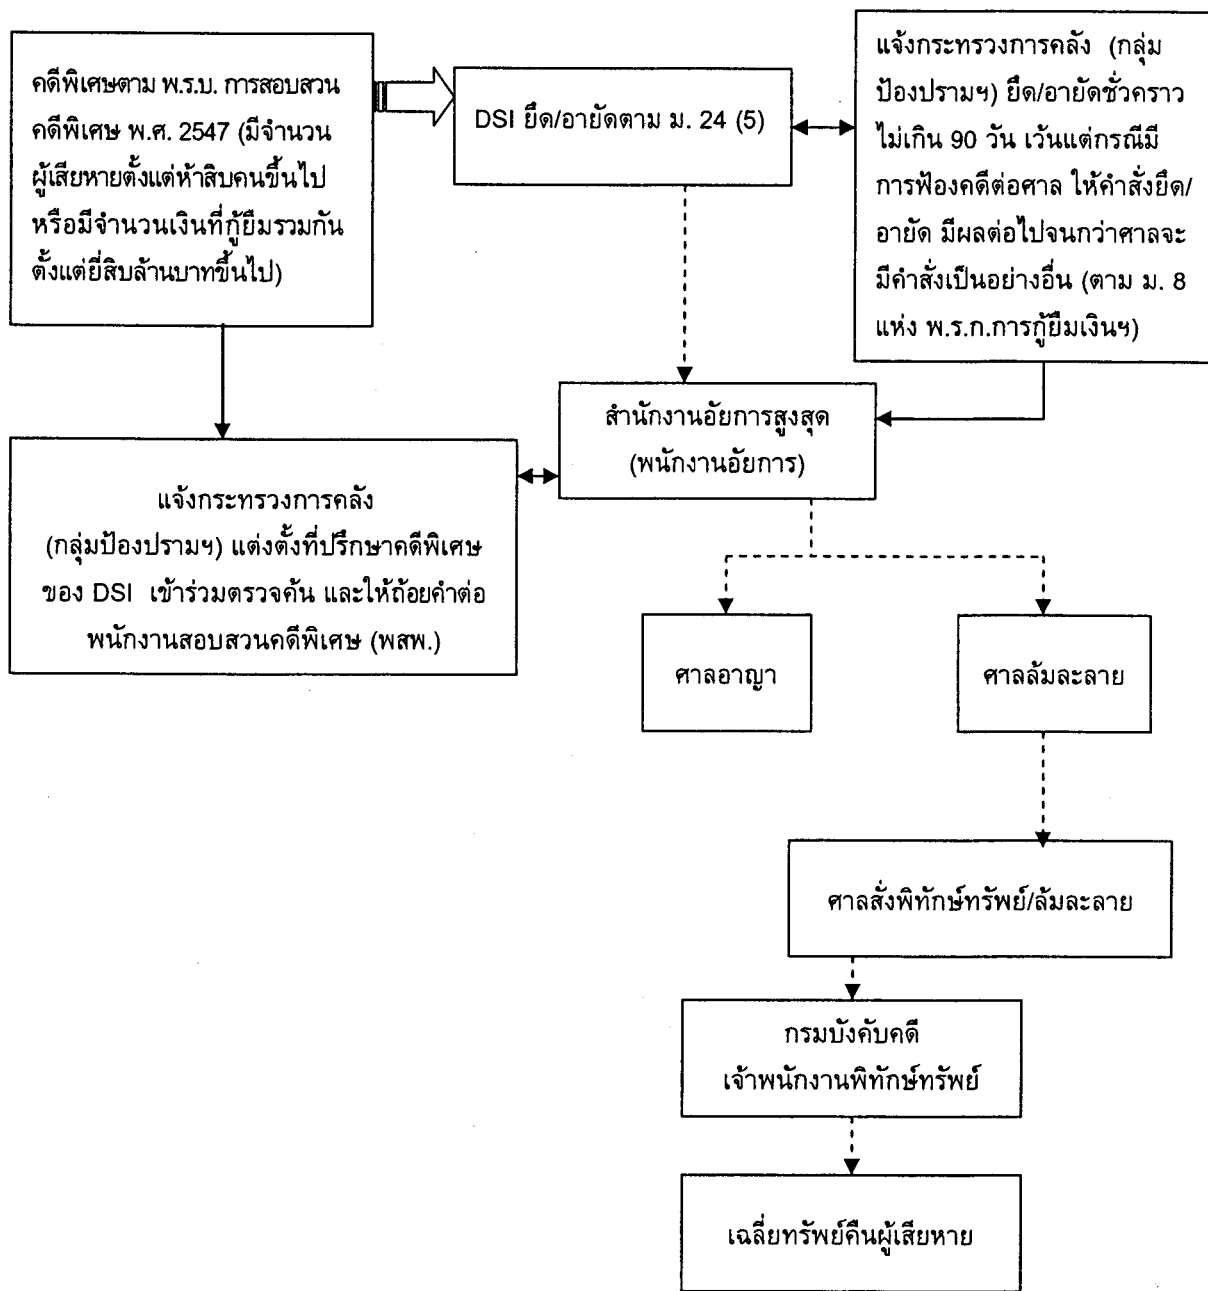 คดีพิเศษตาม พ.ร.บ. การสอบสวน
คดีพิเศษ พ.ศ. 2547 (มีจำนวน
ผู้เสียหายตั้งแต่ห้าสิบคนขึ้นไป
หรือมีจำนวนเงินที่กู้ยืมรวมกัน
ตั้งแต่ยี่สิบล้านบาทขึ้นไป)
DSI ยึด/อายัดตาม ม. 24 (5)
แจ้งกระทรวงการคลัง (กลุ่ม
ป้องปรามฯ) ยึด/อายัดชั่วคราว
ไม่เกิน 90 วัน เว้นแต่กรณีมี
การฟ้องคดีต่อศาล ให้คำสั่งยึด/
อายัด มีผลต่อไปจนกว่าศาลจะ
มีคำสั่งเป็นอย่างอื่น (ตาม ม. 8
แห่ง พ.ร.ก.การกู้ยืมเงินฯ)
สำนักงานอัยการสูงสุด
(พนักงานอัยการ)
แจ้งกระทรวงการคลัง
(กลุ่มป้องปรามฯ) แต่งตั้งที่ปรึกษาคดีพิเศษ
ของ DSI เข้าร่วมตรวจค้น และให้ถ้อยคำต่อ
พนักงานสอบสวนคดีพิเศษ (พสพ.)
ศาลอาญา
ศาลล้มละลาย
ศาลสั่งพิทักษ์ทรัพย์/ล้มละลาย
กรมบังคับคดี
เจ้าพนักงานพิทักษ์ทรัพย์
เฉลี่ยทรัพย์คืนผู้เสียหาย